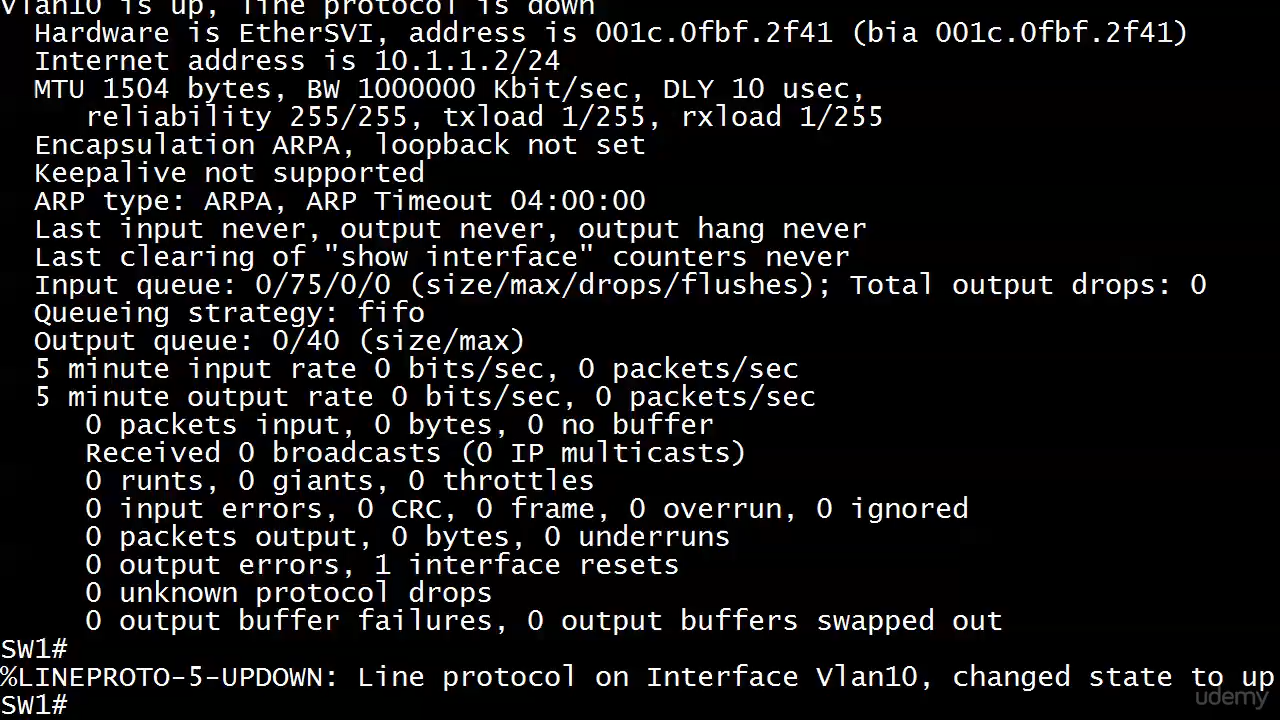 Vlan10 is up, line protocol is down
Hardware is EtherSVI, address is 001c.0fbf.2f41 (bia 001c.0fbf.2f41)
Internet address is 10.1.1.2/24
MTU 1504 bytes, BW 1000000 Kbit/sec, DLY 10 usec,
reliability 255/255, txload 1/255, rxload 1/255
Encapsulation ARPA, loopback not set
Keepalive not supported
ARP type: ARPA, ARP Timeout 04:00:00
Last input never, output never, output hang never
Last clearing of "show interface" counters never
Input queue: 0/75/0/0 (size/max/drops/flushes); Total output drops: 0
Queueing strategy: fifo
Output queue: 0/40 (size/max)
5 minute input rate 0 bits/sec, 0 packets/sec
5 minute output rate 0 bits/sec, 0 packets/sec
0 packets input, 0 bytes, 0 no buffer
Received 0 broadcasts (0 IP multicasts)
0 runts, 0 giants, 0 throttles
0 input errors, 0 CRC, 0 frame, 0 overrun, 0 ignored
0 packets output, 0 bytes, 0 underruns
0 output errors, 1 interface resets
0 unknown protocol drops
0 output buffer failures, 0 output buffers swapped out
SW1#
%LINEPROTO-5-UPDOWN: Line protocol on Interface Vlan10, changed state to up
SW1#
udemy